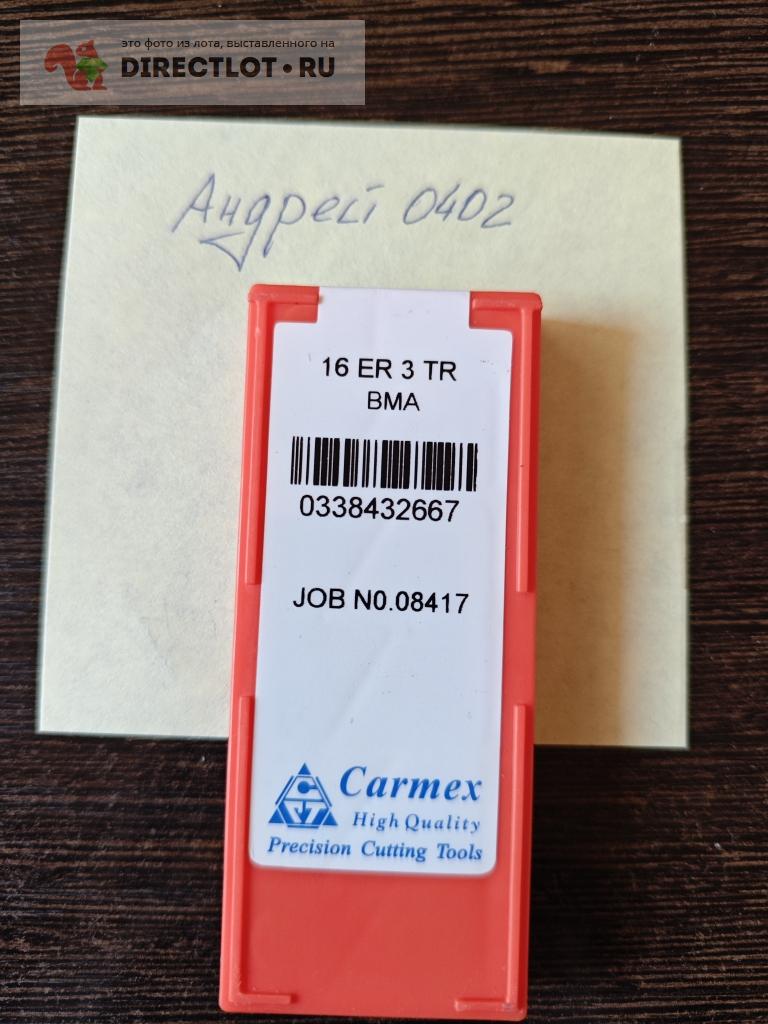 это фото из лота, выставленного на
DIRECTLOT.RU
Андрей 0402
16 ER 3 TR
BMA
0338432667
JOB N0.08417
Carmex
High Quality
Precision Cutting Tools